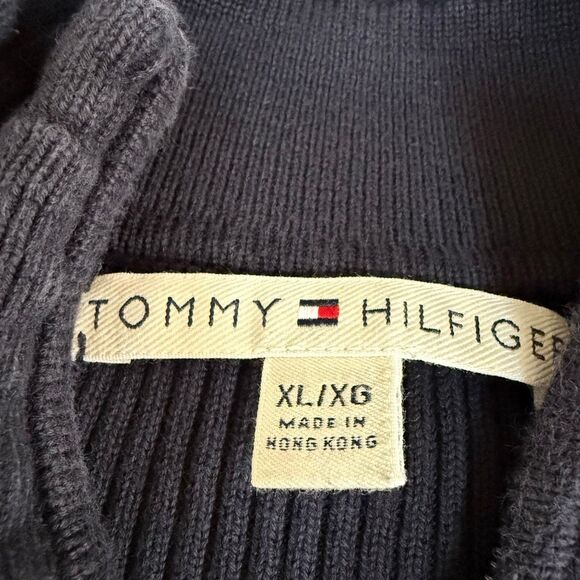 TOMMY HILFIGER
XL/XG
MADE IN
HONG KONG